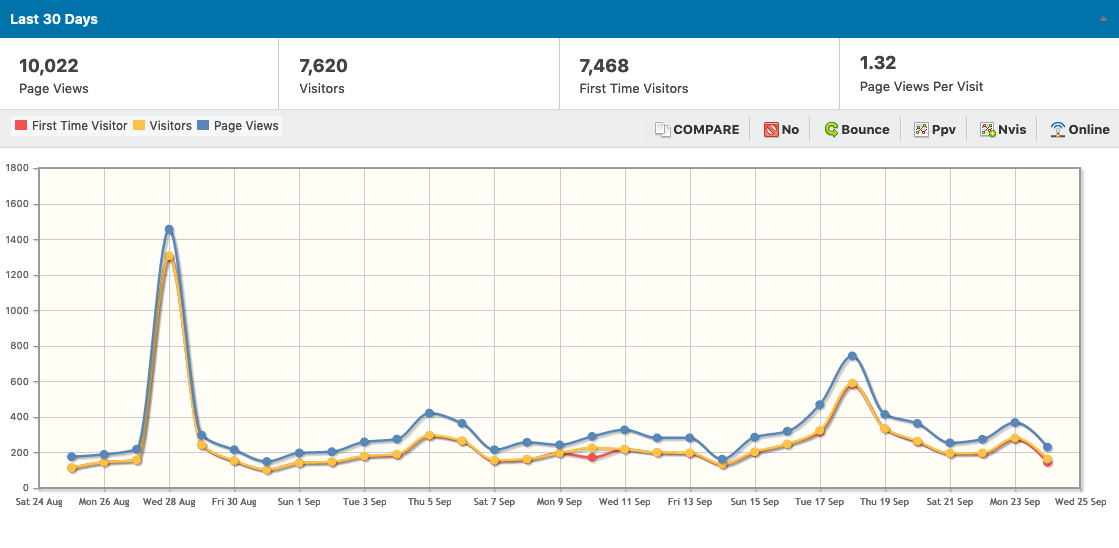 Last 30 Days
10,022 7,620 7,468 1.32
Page Views Visitors First Time Visitors Page Views Per Visit
First Time Visitor Visitors Page Views COMPARE No Bounce Ppv Nvis Online
1800
1600
1400
1200
1000
800
600
400
200
0
Sat 24 Aug Mon 26 Aug Wed 28 Aug Fri 30 Aug Sun 1 Sep Tue 3 Sep Thu 5 Sep Sat 7 Sep Mon 9 Sep Wed 11 Sep Fri 13 Sep Sun 15 Sep Tue 17 Sep Thu 19 Sep Sat 21 Sep Mon 23 Sep Wed 25 Sep